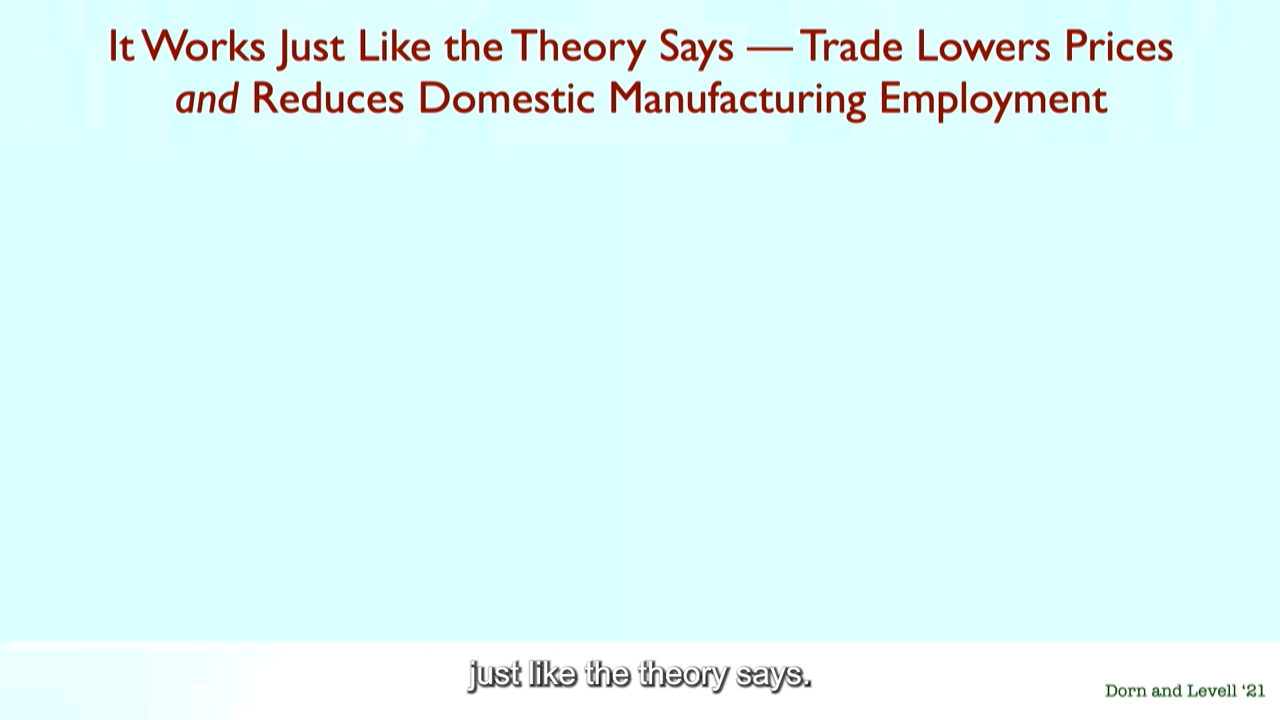 It Works Just Like the Theory Says — Trade Lowers Prices
and Reduces Domestic Manufacturing Employment
just like the theory says.
Dorn and Levell ‘21